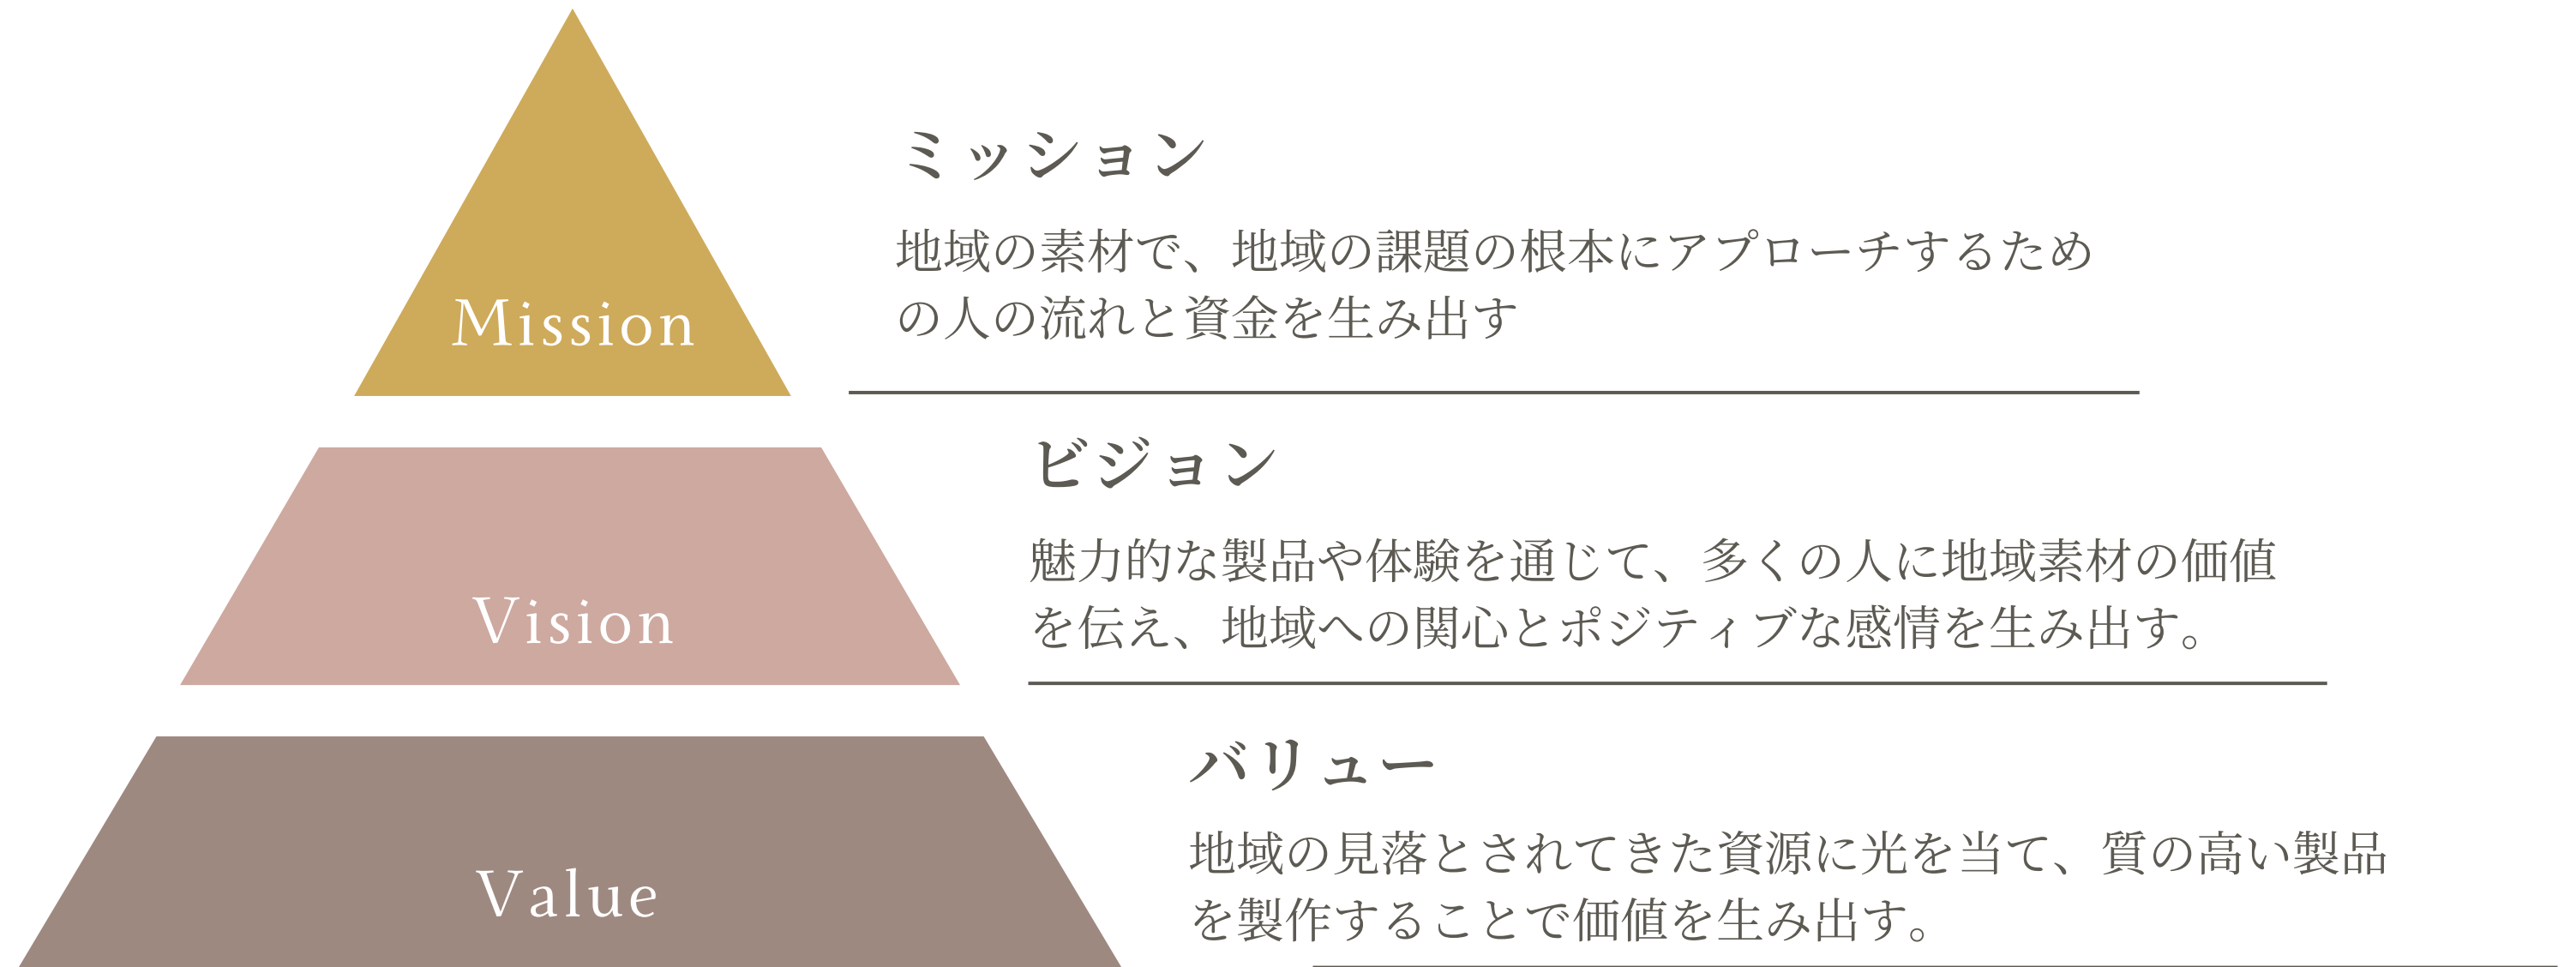 Mission
ミッション
地域の素材で、地域の課題の根本にアプローチするため
の人の流れと資金を生み出す
Vision
ビジョン
魅力的な製品や体験を通じて、多くの人に地域素材の価値
を伝え、地域への関心とポジティブな感情を生み出す。
Value
バリュー
地域の見落とされてきた資源に光を当て、質の高い製品
を製作することで価値を生み出す。